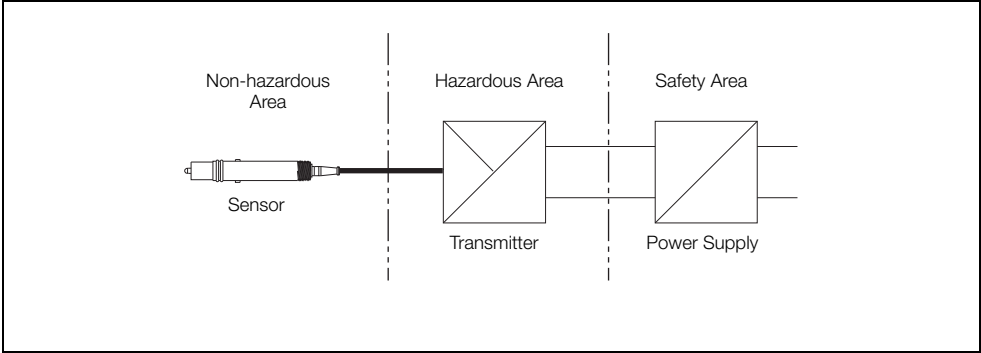 Non-hazardous
Area
Hazardous Area
Safety Area
Sensor
Transmitter
Power Supply